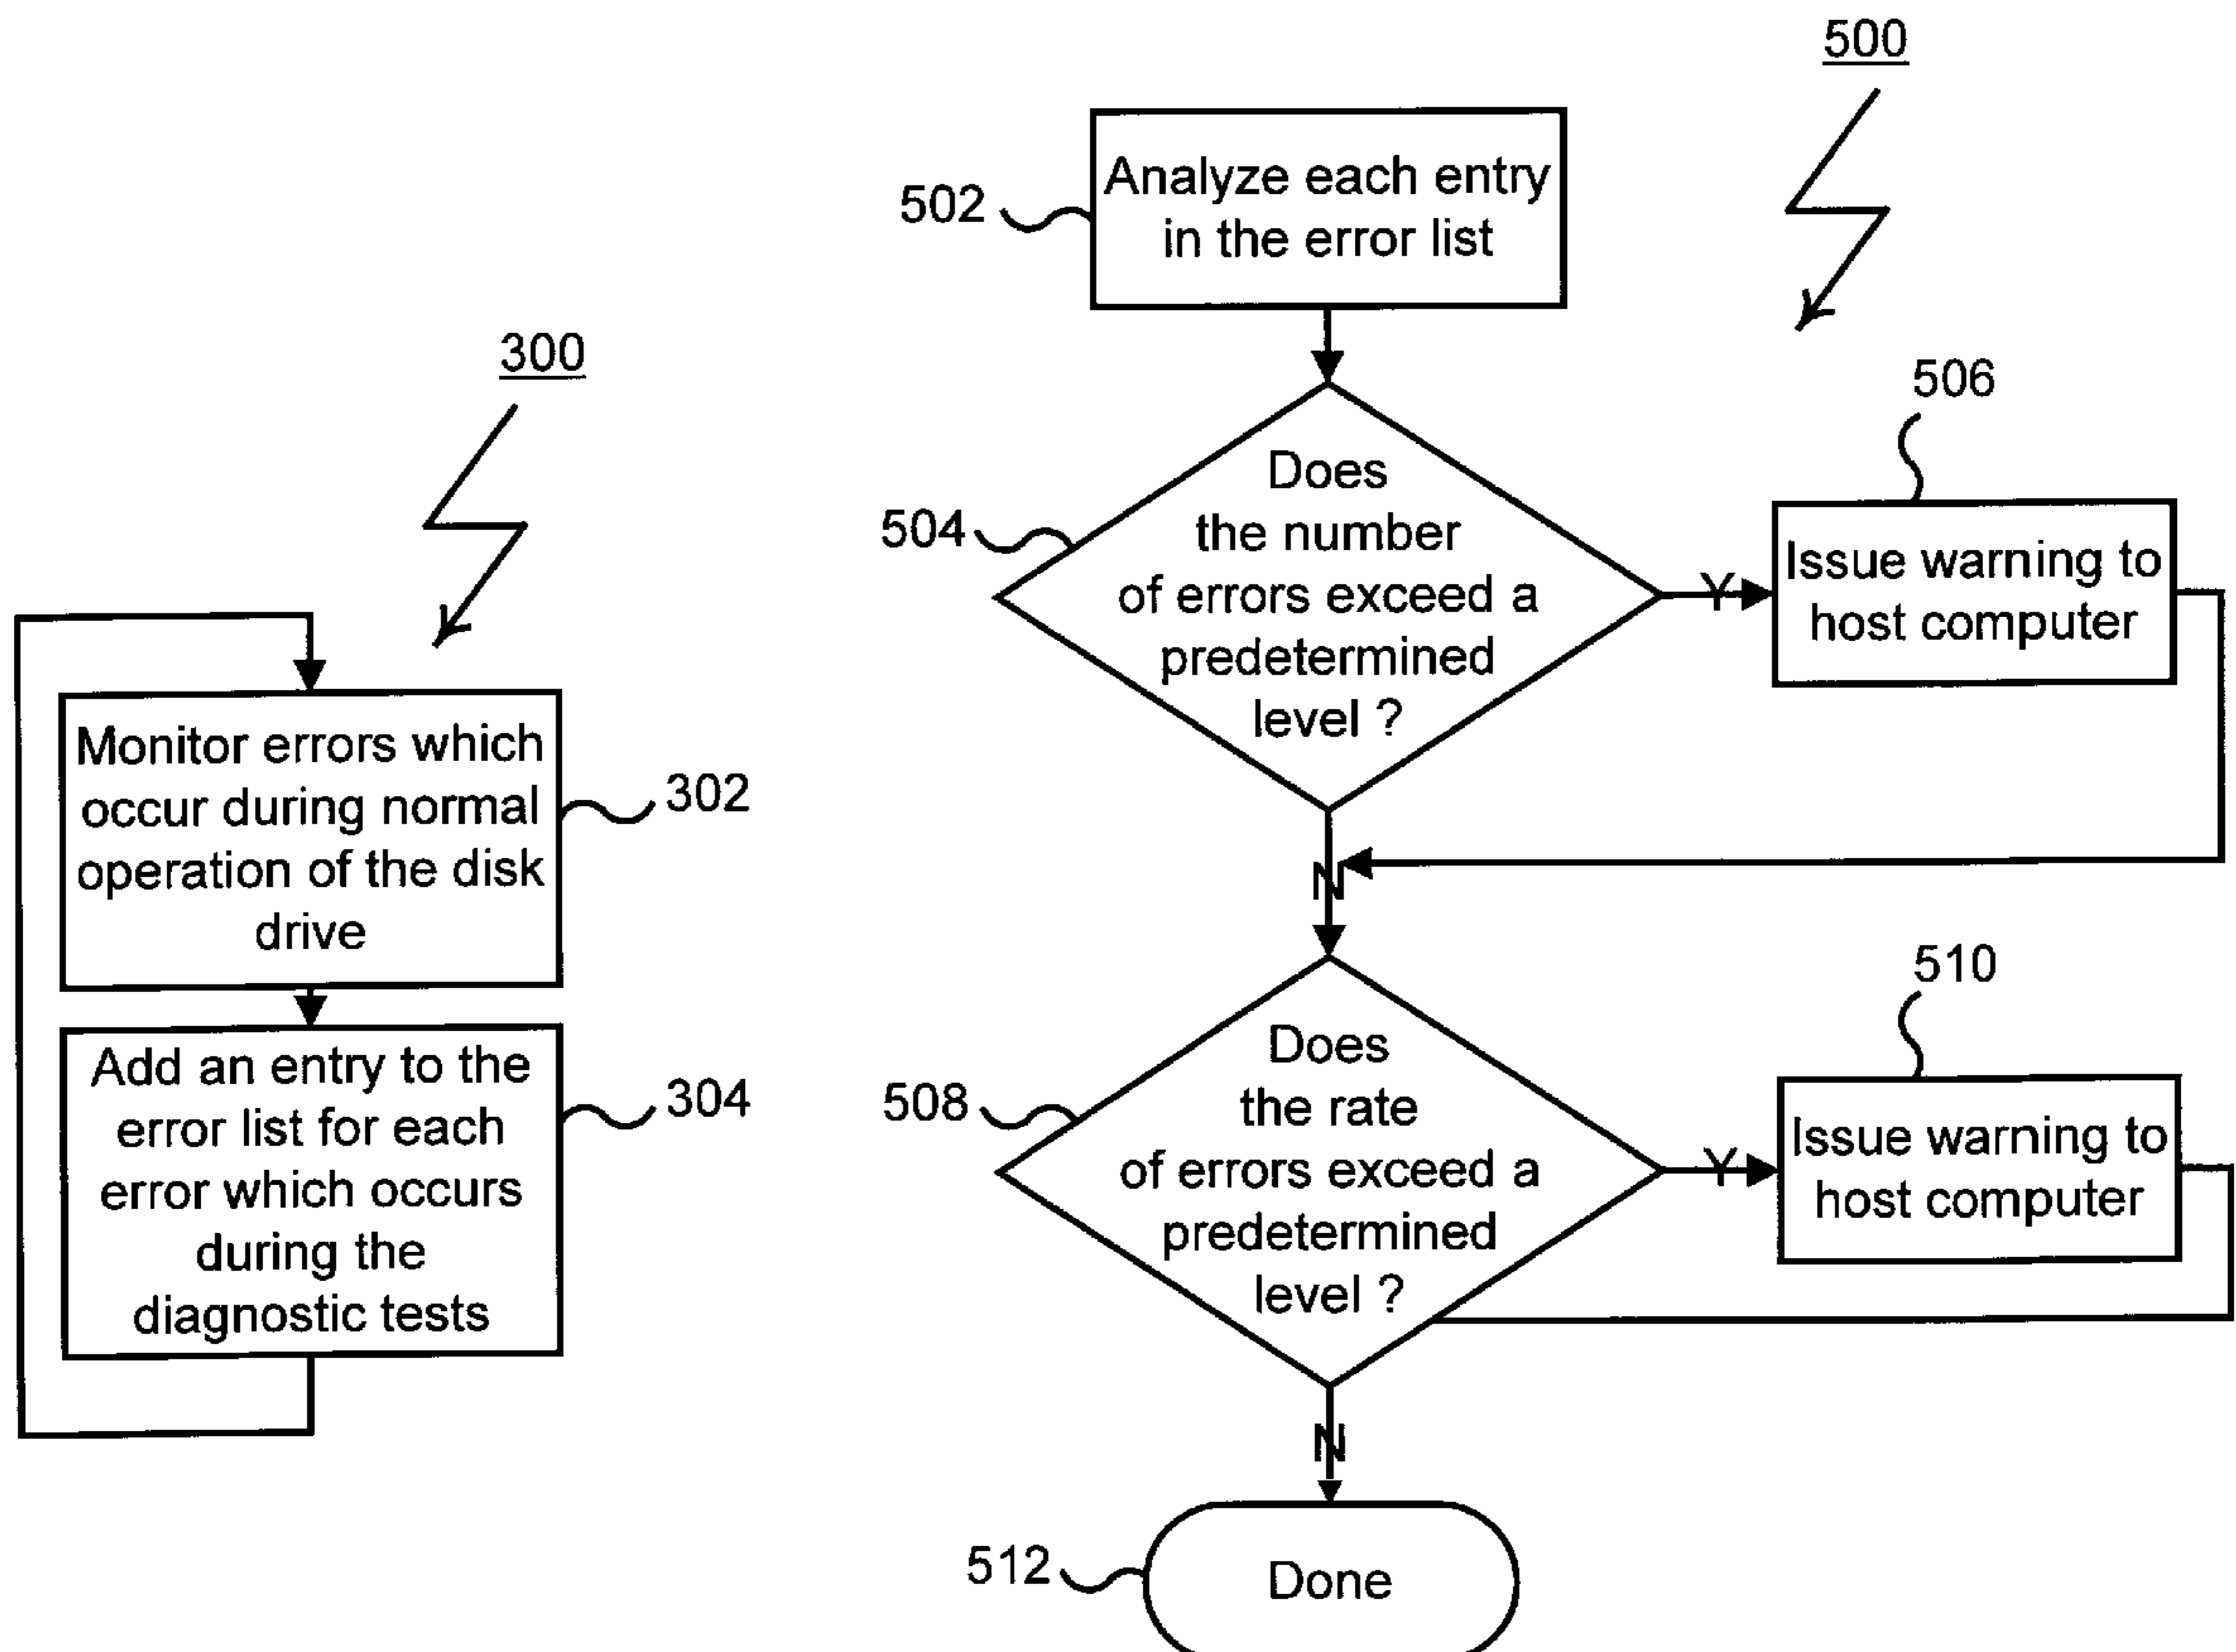 300
Monitor errors which
occur during normal
operation of the disk
drive
302
Add an entry to the
error list for each
error which occurs
during the
diagnostic tests
304
500
502
Analyze each entry
in the error list
504
Does
the number
of errors exceed a
predetermined
level ?
Y
506
Issue warning to
host computer
N
508
Does
the rate
of errors exceed a
predetermined
level ?
Y
510
Issue warning to
host computer
N
512
Done